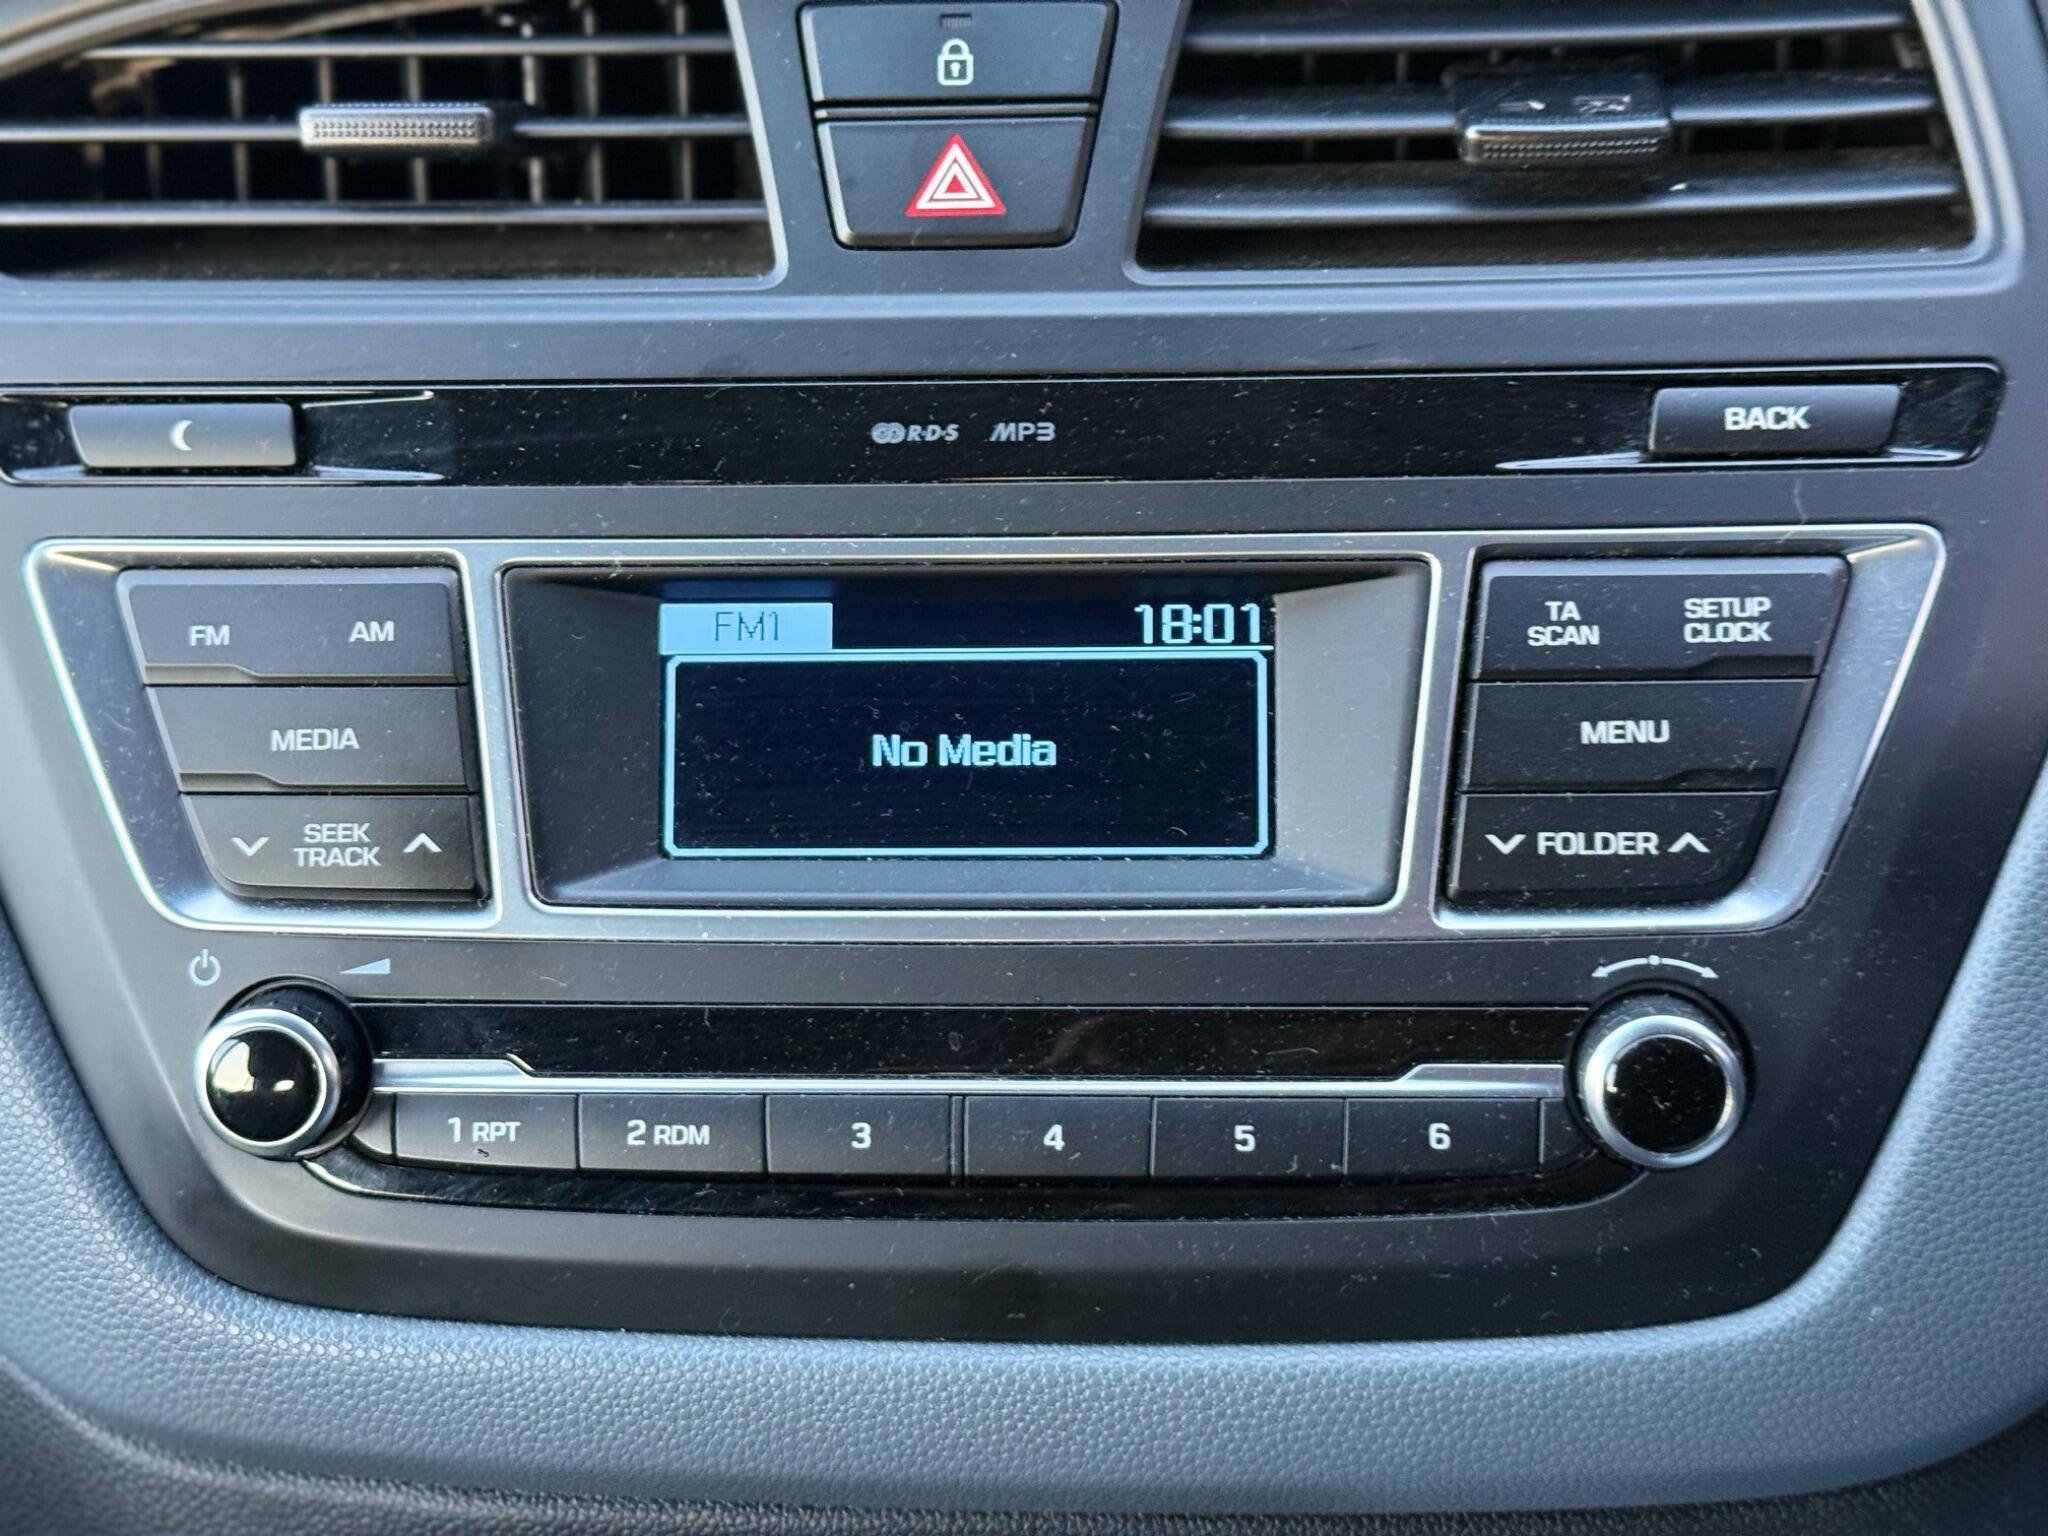 R·D·S MP3
BACK
FM AM
MEDIA
SEEK
TRACK
FM1 18:01
No Media
TA
SCAN
SETUP
CLOCK
MENU
FOLDER
1 RPT 2 RDM 3 4 5 6